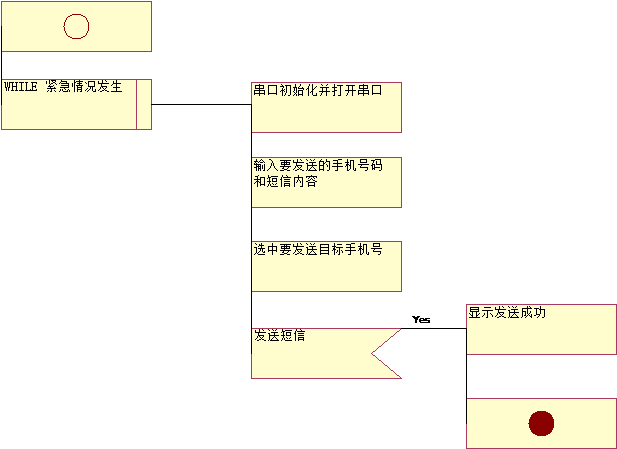 WHILE 紧急情况发生
串口初始化并打开串口
输入要发送的手机号码
和短信内容
选中要发送目标手机号
发送短信
Yes
显示发送成功